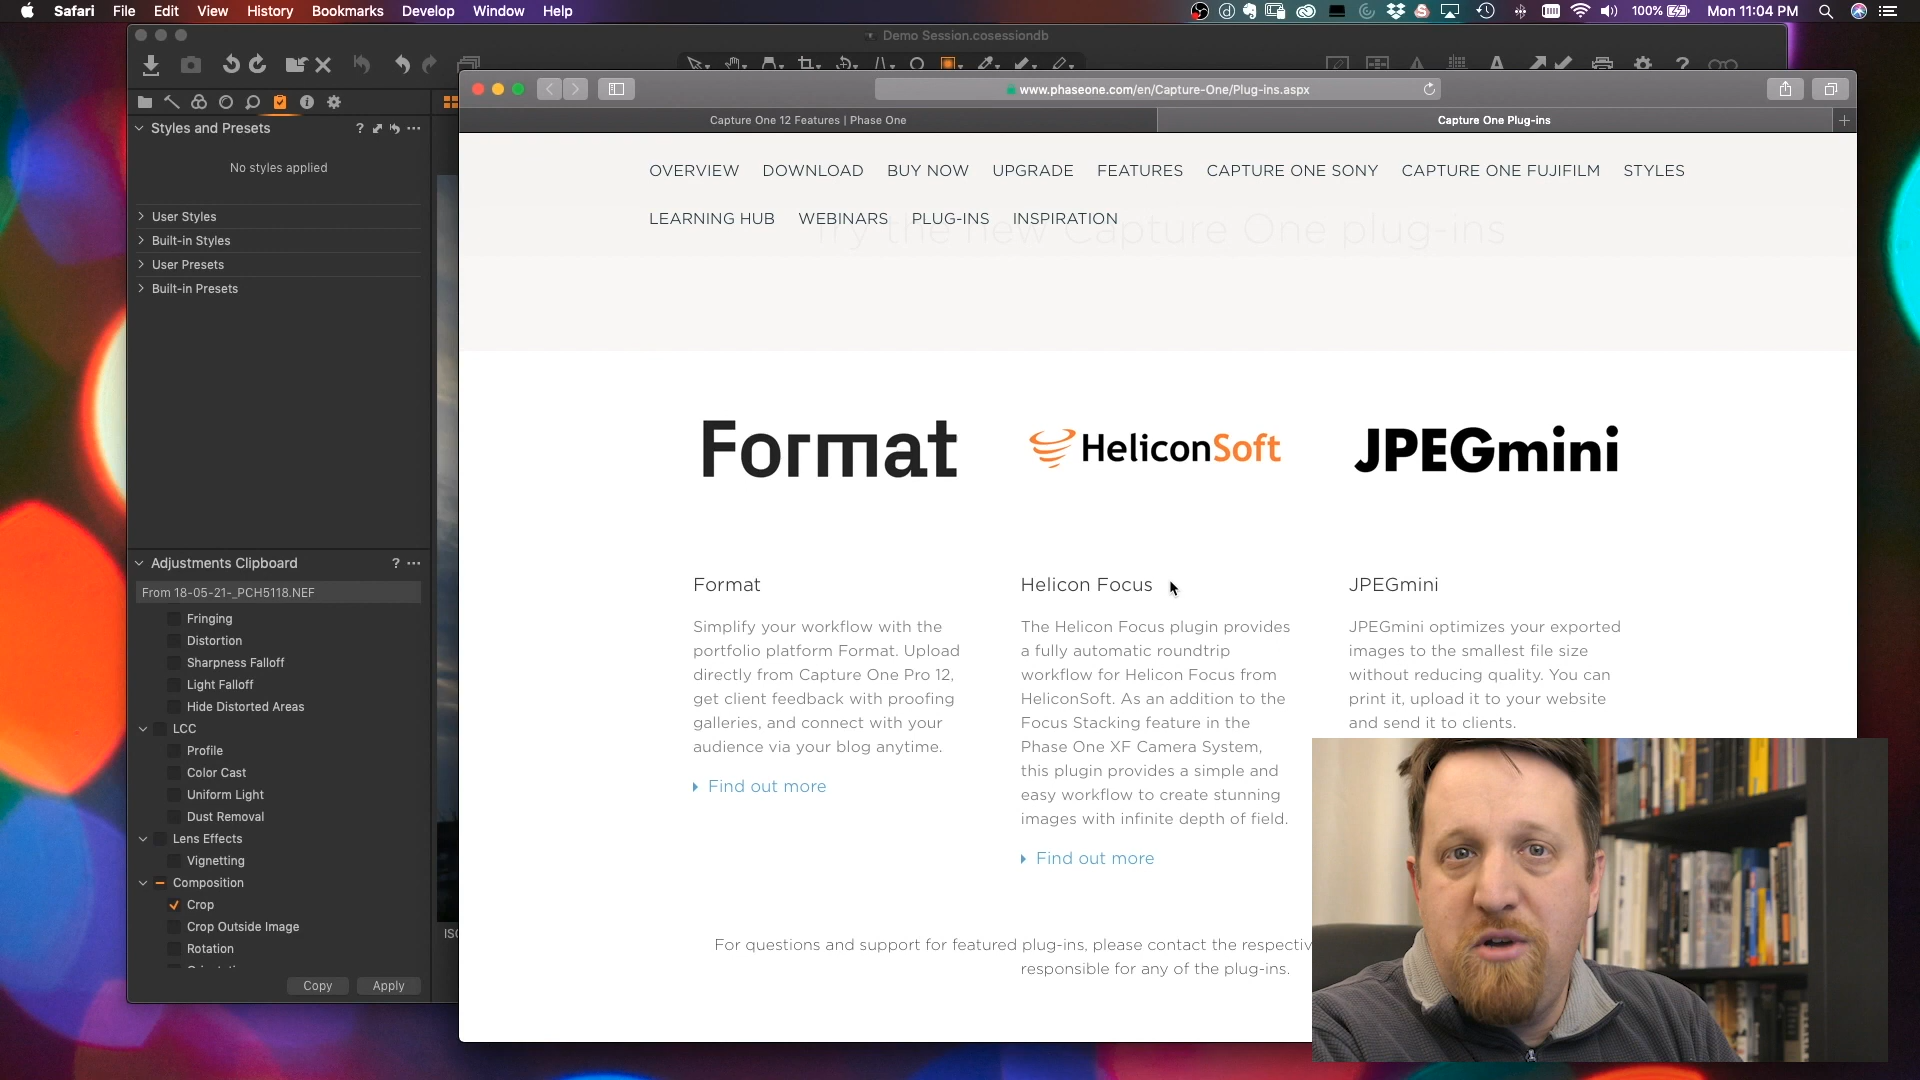 Safari File Edit View History Bookmarks Develop Window Help 100% Mon 11:04 PM
Demo Session.cosessiondb
www.phaseone.com/en/Capture-One/Plug-ins.aspx
Capture One 12 Features | Phase One
Capture One Plug-ins
Styles and Presets
No styles applied
User Styles
Built-in Styles
User Presets
Built-in Presets
Adjustments Clipboard
From 18-05-21-_PCH5118.NEF
Fringing
Distortion
Sharpness Falloff
Light Falloff
Hide Distorted Areas
LCC
Profile
Color Cast
Uniform Light
Dust Removal
Lens Effects
Vignetting
Composition
Crop
Crop Outside Image
Rotation
Copy Apply
OVERVIEW DOWNLOAD BUY NOW UPGRADE FEATURES CAPTURE ONE SONY CAPTURE ONE FUJIFILM STYLES
LEARNING HUB WEBINARS PLUG-INS INSPIRATION
Try the new Capture One plug-ins
Format
HeliconSoft
JPEGmini
Format
Simplify your workflow with the
portfolio platform Format. Upload
directly from Capture One Pro 12,
get client feedback with proofing
galleries, and connect with your
audience via your blog anytime.
Find out more
Helicon Focus
The Helicon Focus plugin provides
a fully automatic roundtrip
workflow for Helicon Focus from
HeliconSoft. As an addition to the
Focus Stacking feature in the
Phase One XF Camera System,
this plugin provides a simple and
easy workflow to create stunning
images with infinite depth of field.
Find out more
JPEGmini
JPEGmini optimizes your exported
images to the smallest file size
without reducing quality. You can
print it, upload it to your website
and send it to clients.
For questions and support for featured plug-ins, please contact the respectiv
responsible for any of the plug-ins.